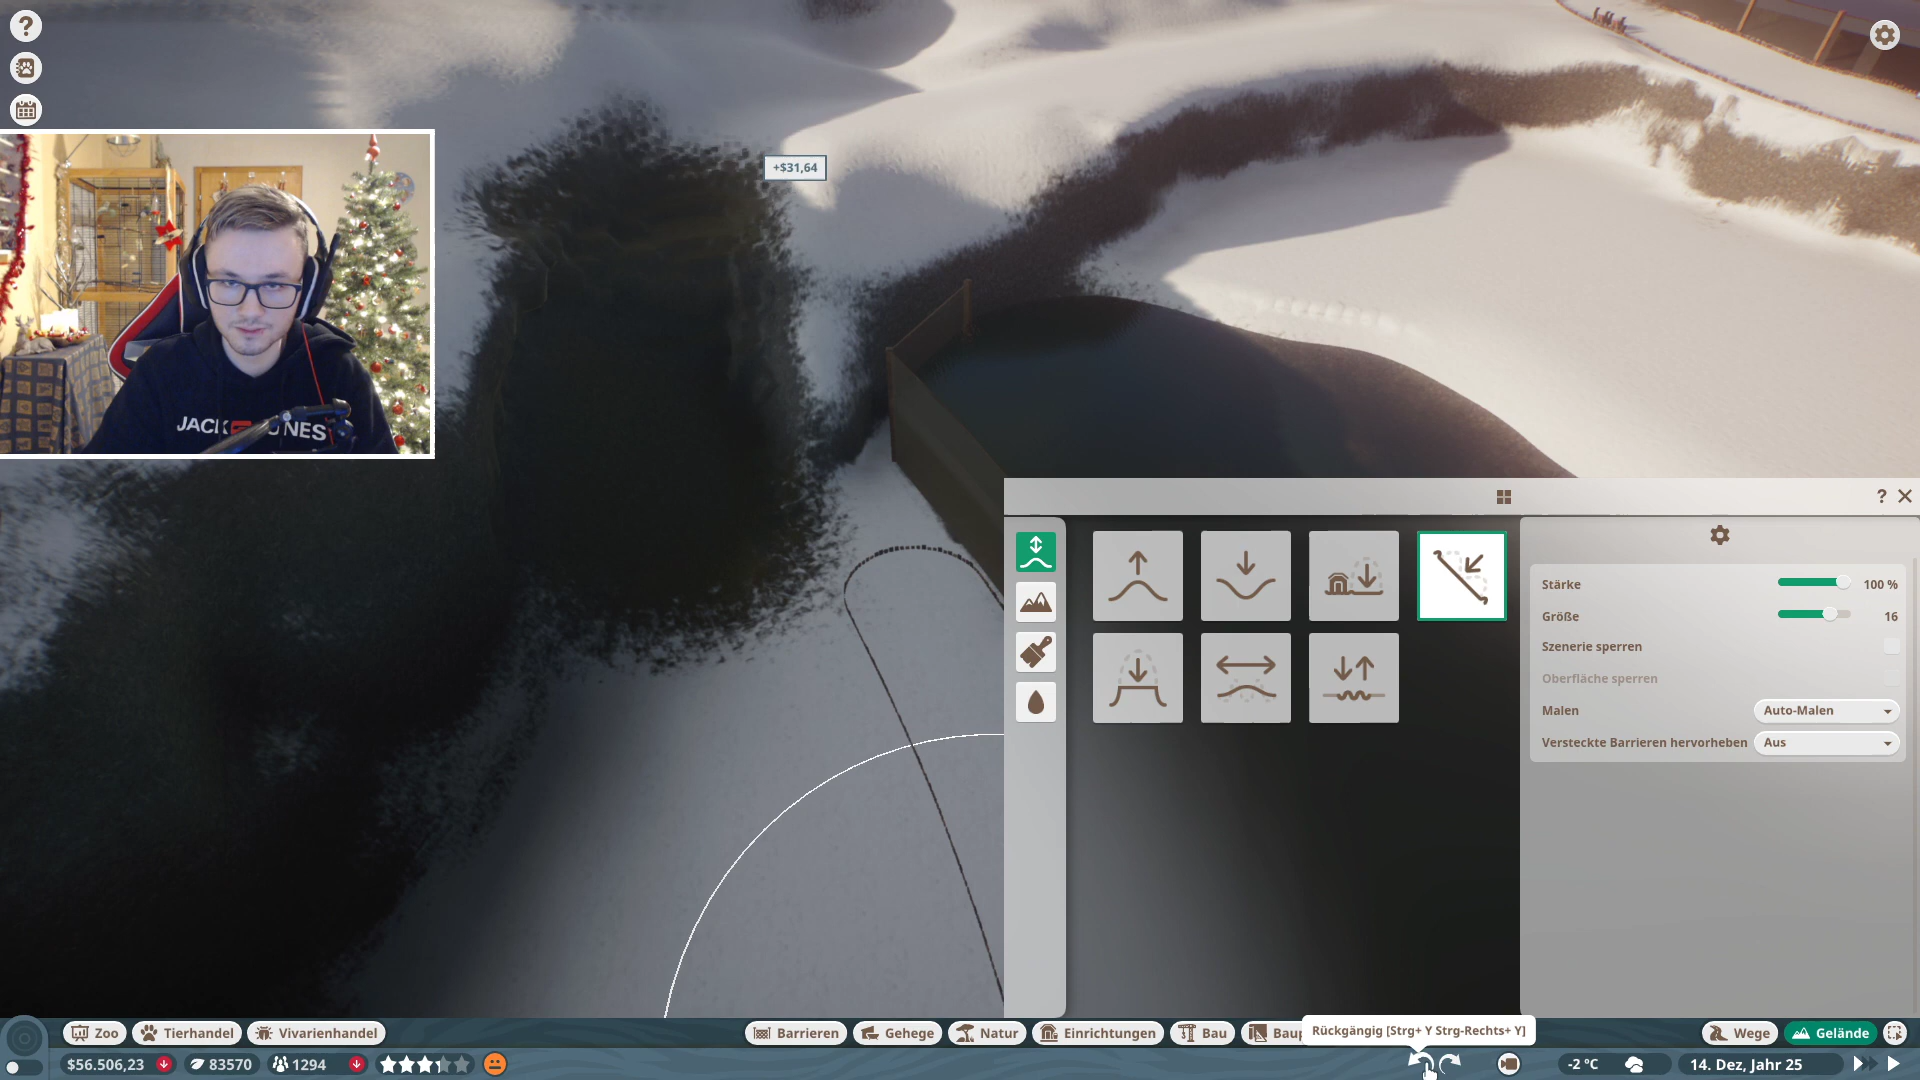 ?
+$31,64
JACK JONES
? 
Stärke 100 %
Größe 16
Szenerie sperren
Oberfläche sperren
Malen Auto-Malen
Versteckte Barrieren hervorheben Aus
Rückgängig [Strg+ Y Strg-Rechts+ Y]
Zoo Tierhandel Vivarienhandel Barrieren Gehege Natur Einrichtungen Bau Baup Wege Gelände
$56.506,23 83570 1294 -2 °C 14. Dez, Jahr 25